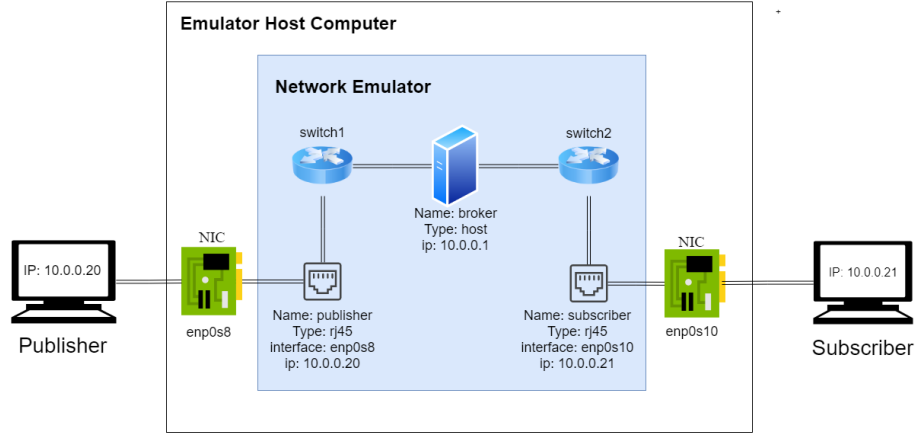 Emulator Host Computer
Network Emulator
switch1
switch2
Name: broker
Type: host
ip: 10.0.0.1
NIC
NIC
IP: 10.0.0.20
IP: 10.0.0.21
enp0s8
Name: publisher
Type: rj45
interface: enp0s8
ip: 10.0.0.20
Name: subscriber
Type: rj45
interface: enp0s10
ip: 10.0.0.21
enp0s10
Publisher
Subscriber